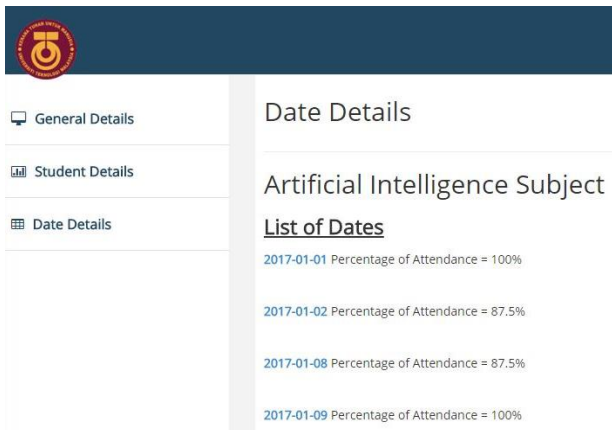 General Details
Student Details
Date Details
Date Details
Artificial Intelligence Subject
List of Dates
2017-01-01 Percentage of Attendance = 100%
2017-01-02 Percentage of Attendance = 87.5%
2017-01-08 Percentage of Attendance = 87.5%
2017-01-09 Percentage of Attendance = 100%